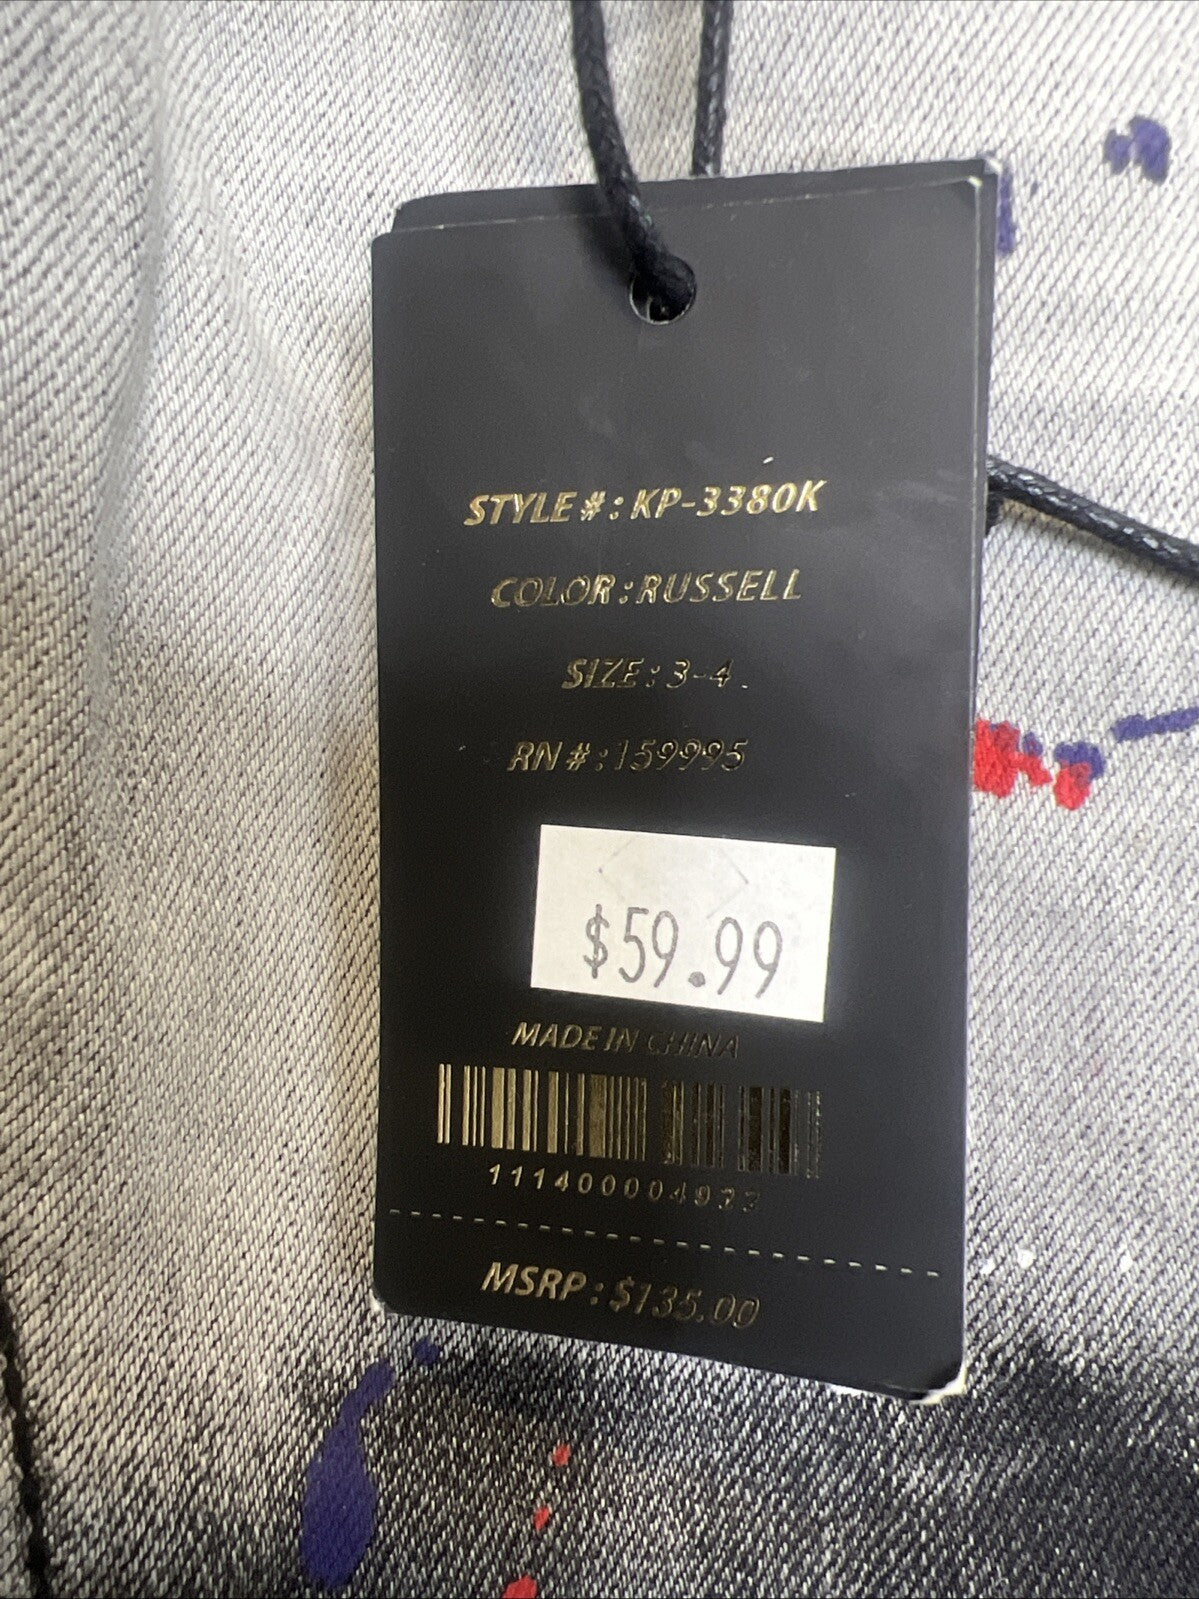 STYLE # : KP-3380K
COLOR : RUSSELL
SIZE : 3-4
RN # : 159995
$59.99
MADE IN CHINA
MSRP : $135.00